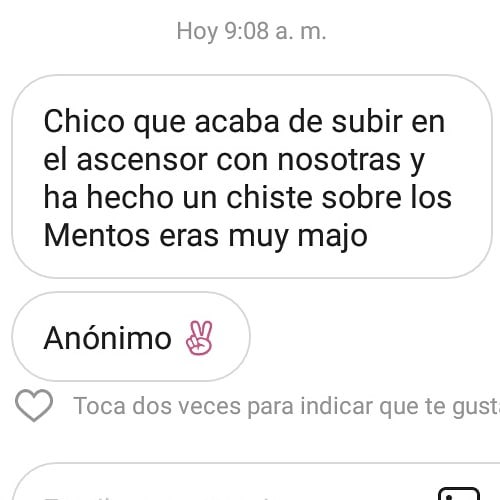 Hoy 9:08 a. m.
Chico que acaba de subir en
el ascensor con nosotras y
ha hecho un chiste sobre los
Mentos eras muy majo
Anónimo ✌
Toca dos veces para indicar que te gust